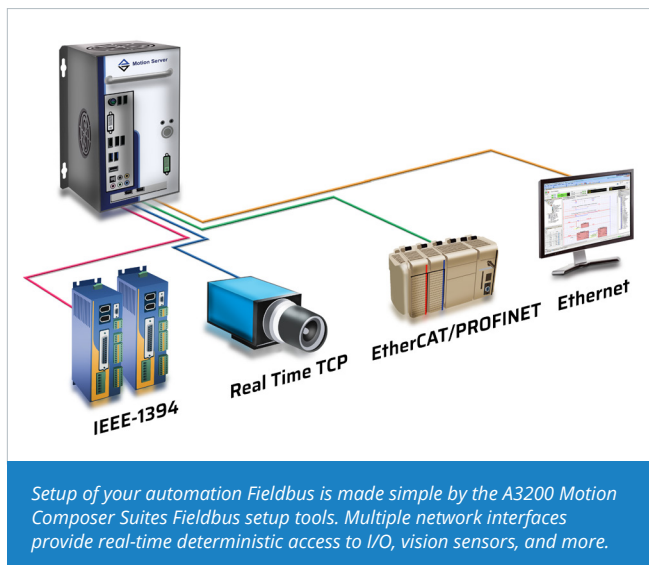 Motion Server
IEEE-1394
Real Time TCP
EtherCAT/PROFINET
Ethernet
Setup of your automation Fieldbus is made simple by the A3200 Motion
Composer Suites Fieldbus setup tools. Multiple network interfaces
provide real-time deterministic access to I/O, vision sensors, and more.